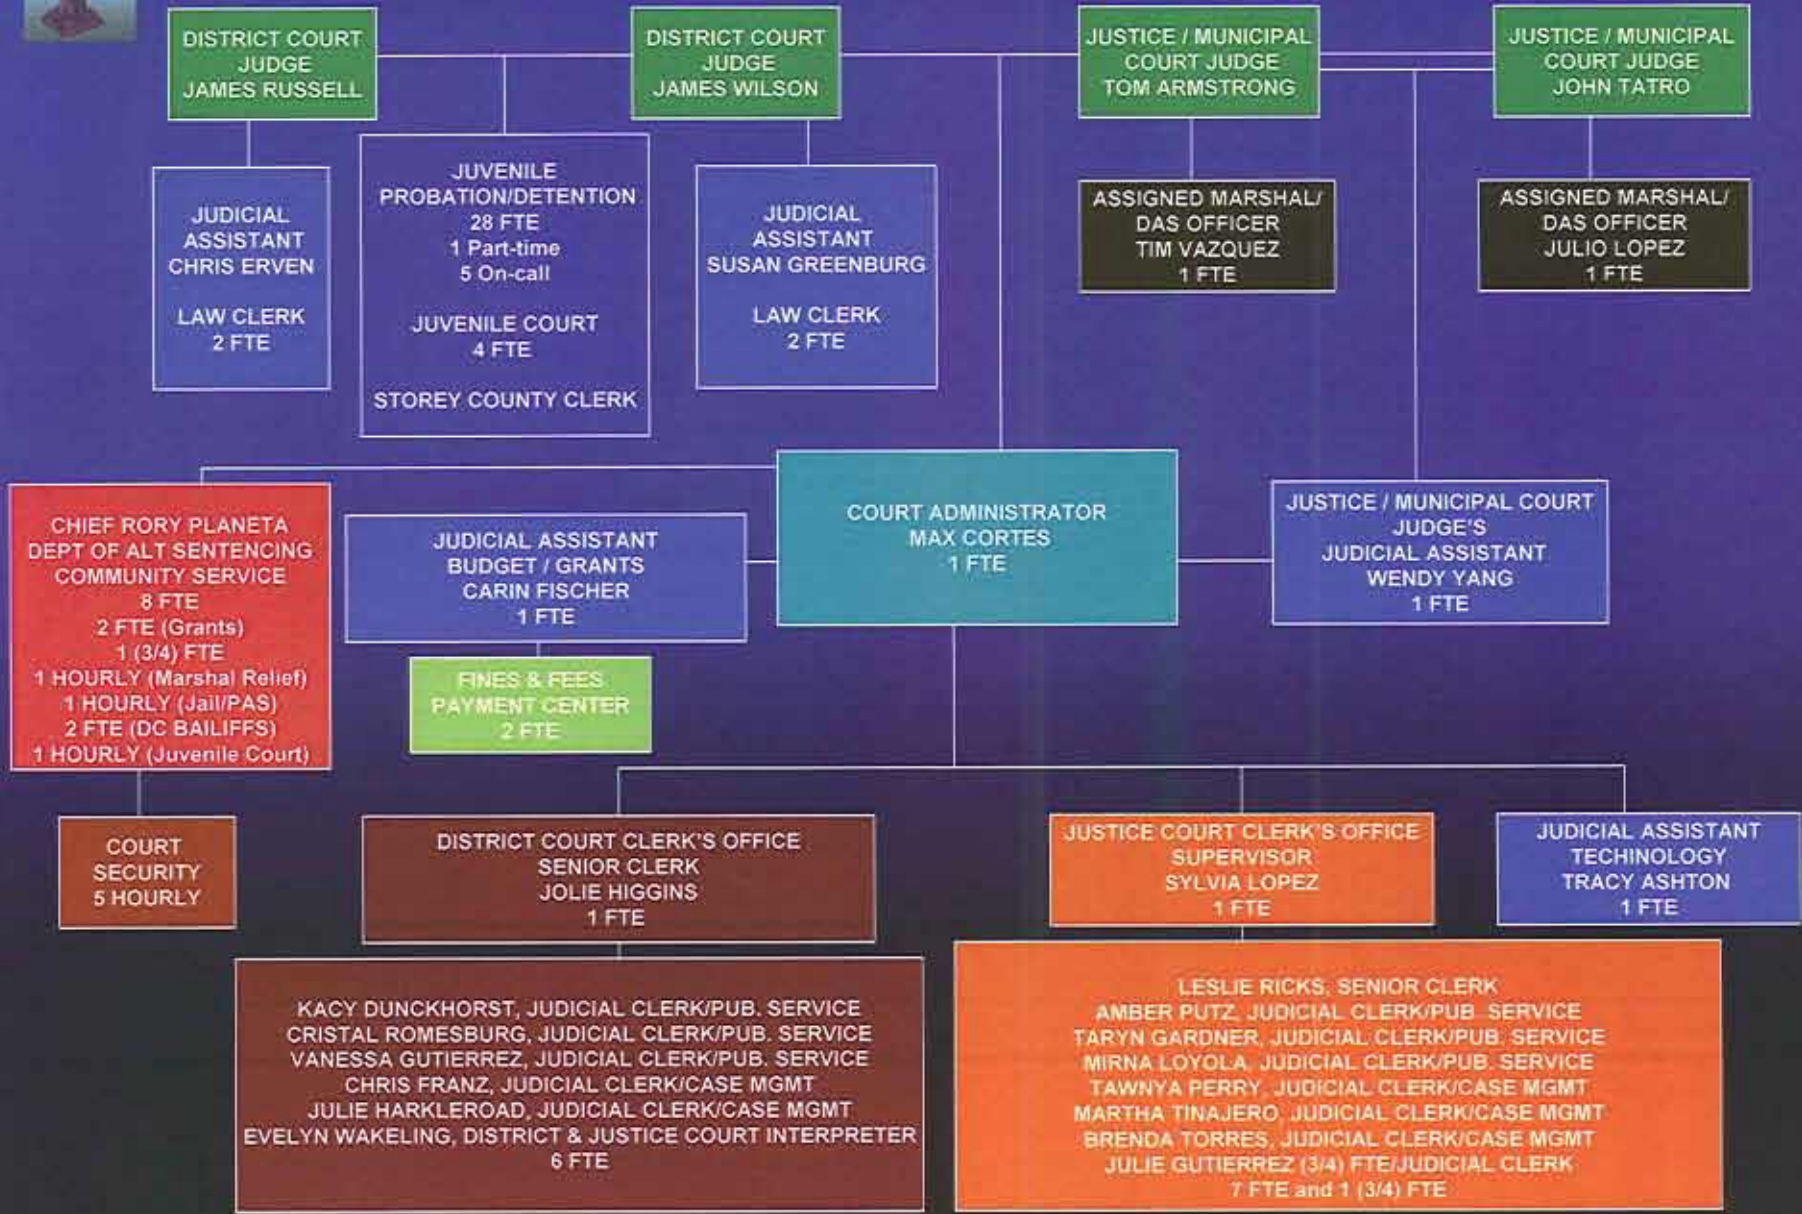 DISTRICT COURT
JUDGE
JAMES RUSSELL
DISTRICT COURT
JUDGE
JAMES WILSON
JUSTICE / MUNICIPAL
COURT JUDGE
TOM ARMSTRONG
JUSTICE / MUNICIPAL
COURT JUDGE
JOHN TATRO
JUDICIAL
ASSISTANT
CHRIS ERVEN
LAW CLERK
2 FTE
JUVENILE
PROBATION/DETENTION
28 FTE
1 Part-time
5 On-call
JUVENILE COURT
4 FTE
STOREY COUNTY CLERK
JUDICIAL
ASSISTANT
SUSAN GREENBURG
LAW CLERK
2 FTE
ASSIGNED MARSHAL/
DAS OFFICER
TIM VAZQUEZ
1 FTE
ASSIGNED MARSHAL/
DAS OFFICER
JULIO LOPEZ
1 FTE
CHIEF RORY PLANETA
DEPT OF ALT SENTENCING
COMMUNITY SERVICE
8 FTE
2 FTE (Grants)
1 (3/4) FTE
1 HOURLY (Marshal Relief)
1 HOURLY (Jail/PAS)
2 FTE (DC BAILIFFS)
1 HOURLY (Juvenile Court)
JUDICIAL ASSISTANT
BUDGET / GRANTS
CARIN FISCHER
1 FTE
COURT ADMINISTRATOR
MAX CORTES
1 FTE
JUSTICE / MUNICIPAL COURT
JUDGE'S
JUDICIAL ASSISTANT
WENDY YANG
1 FTE
FINES & FEES
PAYMENT CENTER
2 FTE
COURT
SECURITY
5 HOURLY
DISTRICT COURT CLERK'S OFFICE
SENIOR CLERK
JOLIE HIGGINS
1 FTE
JUSTICE COURT CLERK'S OFFICE
SUPERVISOR
SYLVIA LOPEZ
1 FTE
JUDICIAL ASSISTANT
TECHINOLOGY
TRACY ASHTON
1 FTE
KACY DUNCKHORST, JUDICIAL CLERK/PUB. SERVICE
CRISTAL ROMESBURG, JUDICIAL CLERK/PUB. SERVICE
VANESSA GUTIERREZ, JUDICIAL CLERK/PUB. SERVICE
CHRIS FRANZ, JUDICIAL CLERK/CASE MGMT
JULIE HARKLEROAD, JUDICIAL CLERK/CASE MGMT
EVELYN WAKELING, DISTRICT & JUSTICE COURT INTERPRETER
6 FTE
LESLIE RICKS, SENIOR CLERK
AMBER PUTZ, JUDICIAL CLERK/PUB. SERVICE
TARYN GARDNER, JUDICIAL CLERK/PUB. SERVICE
MIRNA LOYOLA, JUDICIAL CLERK/PUB. SERVICE
TAWNYA PERRY, JUDICIAL CLERK/CASE MGMT
MARTHA TINAJERO, JUDICIAL CLERK/CASE MGMT
BRENDA TORRES, JUDICIAL CLERK/CASE MGMT
JULIE GUTIERREZ (3/4) FTE/JUDICIAL CLERK
7 FTE and 1 (3/4) FTE